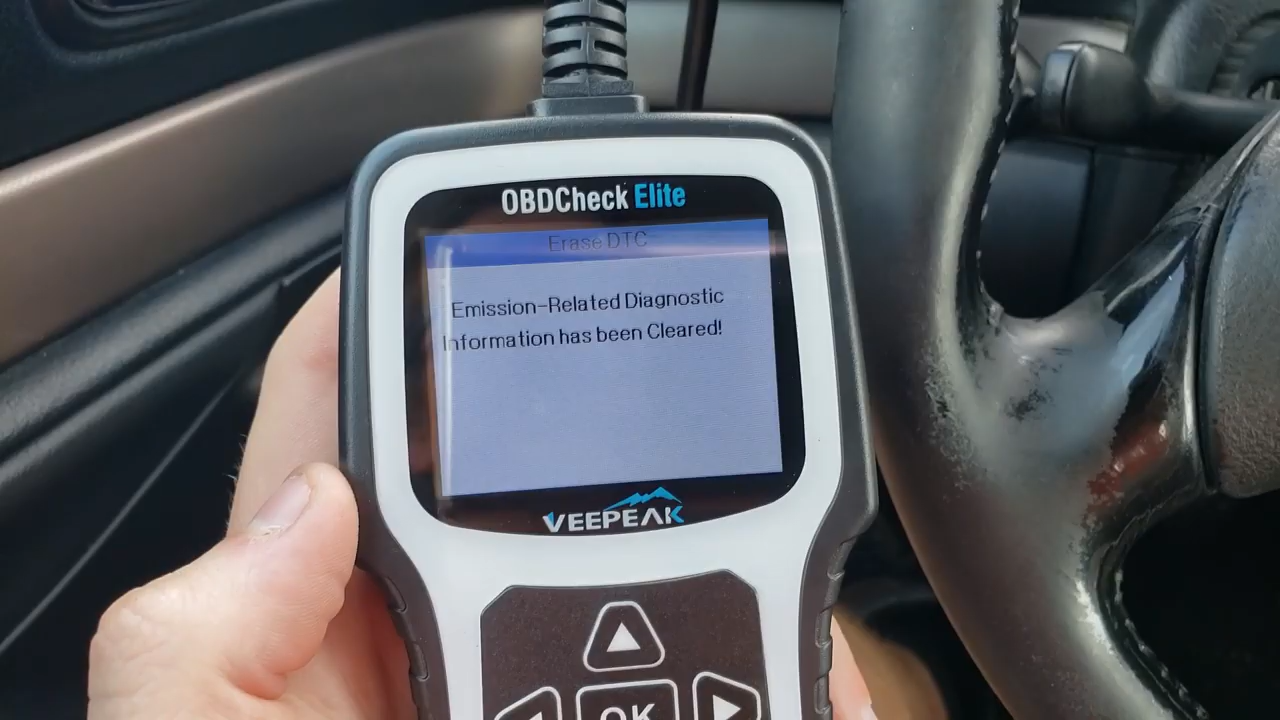 OBDCheck Elite
Erase DTC
Emission-Related Diagnostic
Information has been Cleared!
VEEPEAK
OK